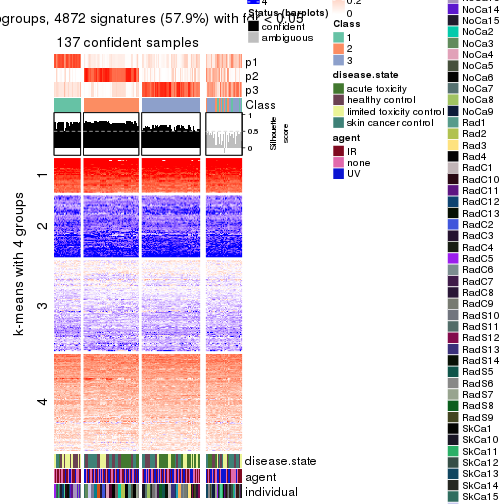 groups, 4872 signatures (57.9%) with fdr < 0.05
137 confident samples
p1
p2
p3
Class
1
0.5
0
Silhouette
score
k-means with 4 groups
1
2
3
4
disease.state
agent
individual
4
Status (barplots)
confident
ambiguous
0.2
0
Class
1
2
3
disease.state
acute toxicity
healthy control
limited toxicity control
skin cancer control
agent
IR
none
UV
NoCa14
NoCa15
NoCa2
NoCa3
NoCa4
NoCa5
NoCa6
NoCa7
NoCa8
NoCa9
Rad1
Rad2
Rad3
Rad4
RadC1
RadC10
RadC11
RadC12
RadC13
RadC2
RadC3
RadC4
RadC5
RadC6
RadC7
RadC8
RadC9
RadS10
RadS11
RadS12
RadS13
RadS14
RadS5
RadS6
RadS7
RadS8
RadS9
SkCa1
SkCa10
SkCa11
SkCa12
SkCa13
SkCa14
SkCa5